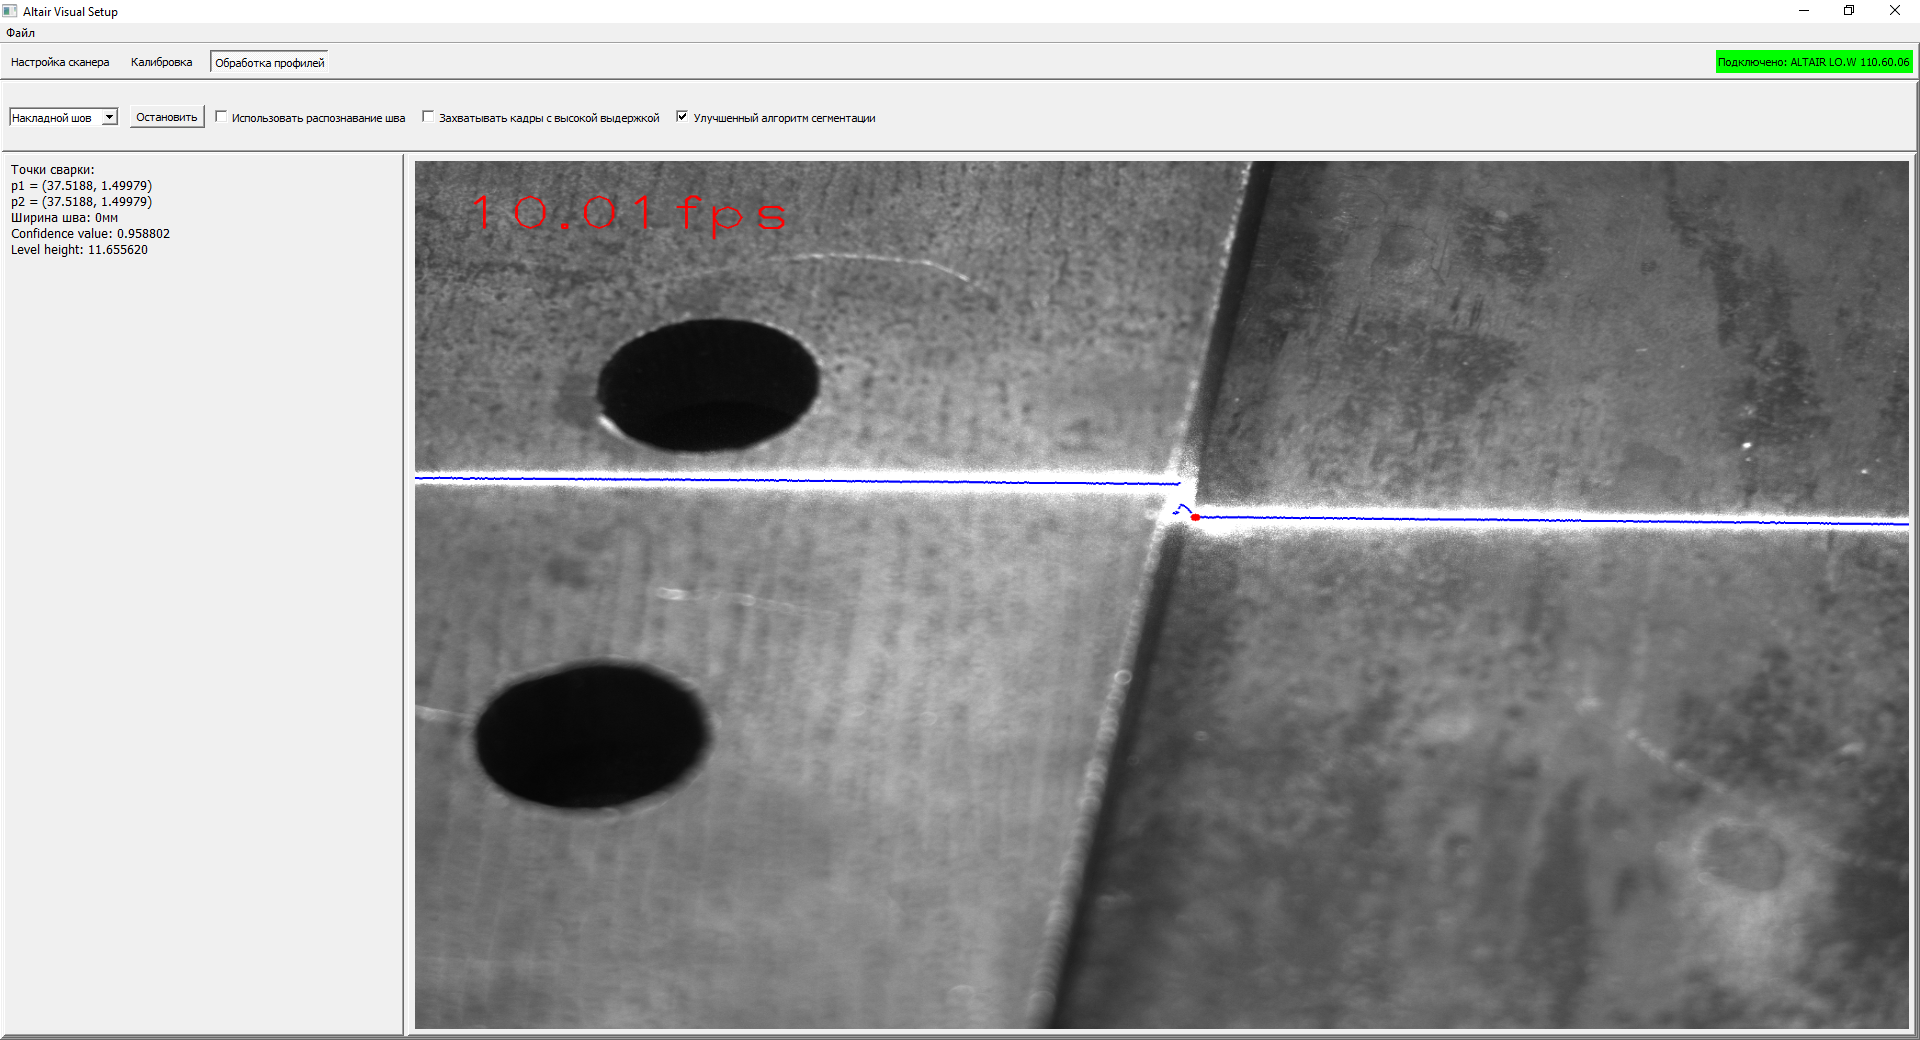 Altair Visual Setup
Файл
Настройка сканера Калибровка Обработка профилей Подключено: ALTAIR LO.W 110.60.06
Накладной шов Остановить Использовать распознавание шва Захватывать кадры с высокой выдержкой Улучшенный алгоритм сегментации
Точки сварки:
p1 = (37.5188, 1.49979)
p2 = (37.5188, 1.49979)
Ширина шва: 0мм
Confidence value: 0.958802
Level height: 11.655620
10.01fps